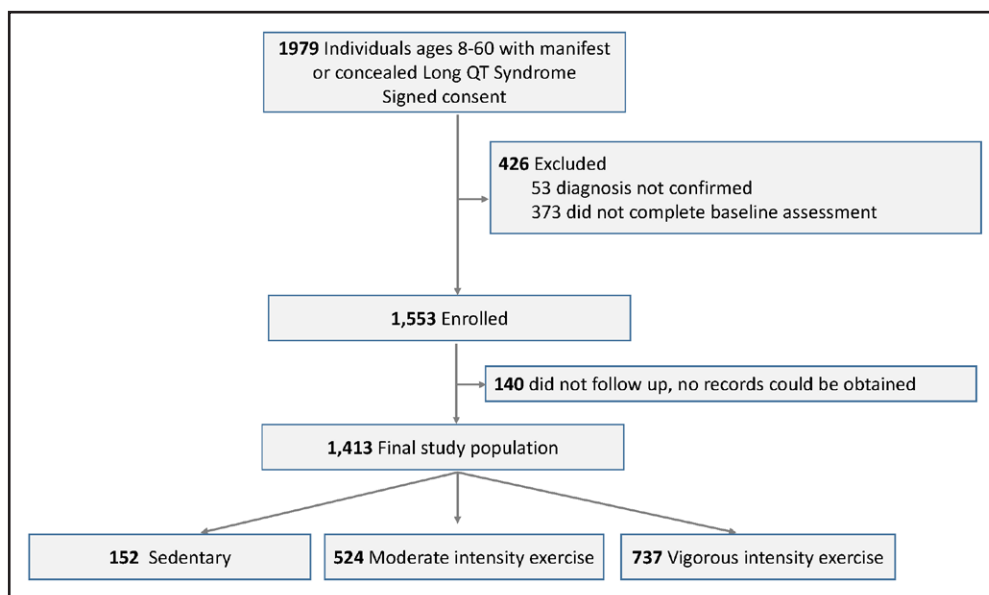 1979 Individuals ages 8-60 with manifest
or concealed Long QT Syndrome
Signed consent
426 Excluded
53 diagnosis not confirmed
373 did not complete baseline assessment
1,553 Enrolled
140 did not follow up, no records could be obtained
1,413 Final study population
152 Sedentary
524 Moderate intensity exercise
737 Vigorous intensity exercise